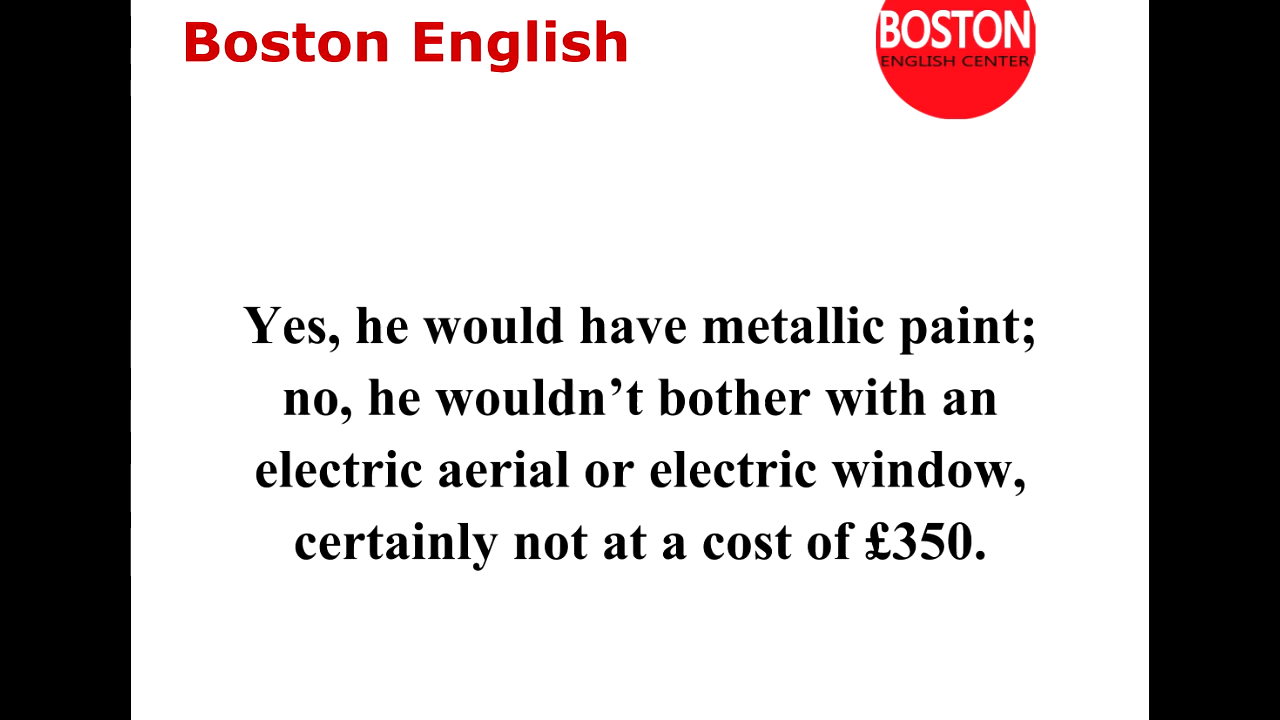 Boston English
BOSTON
ENGLISH CENTER
Yes, he would have metallic paint;
no, he wouldn’t bother with an
electric aerial or electric window,
certainly not at a cost of £350.